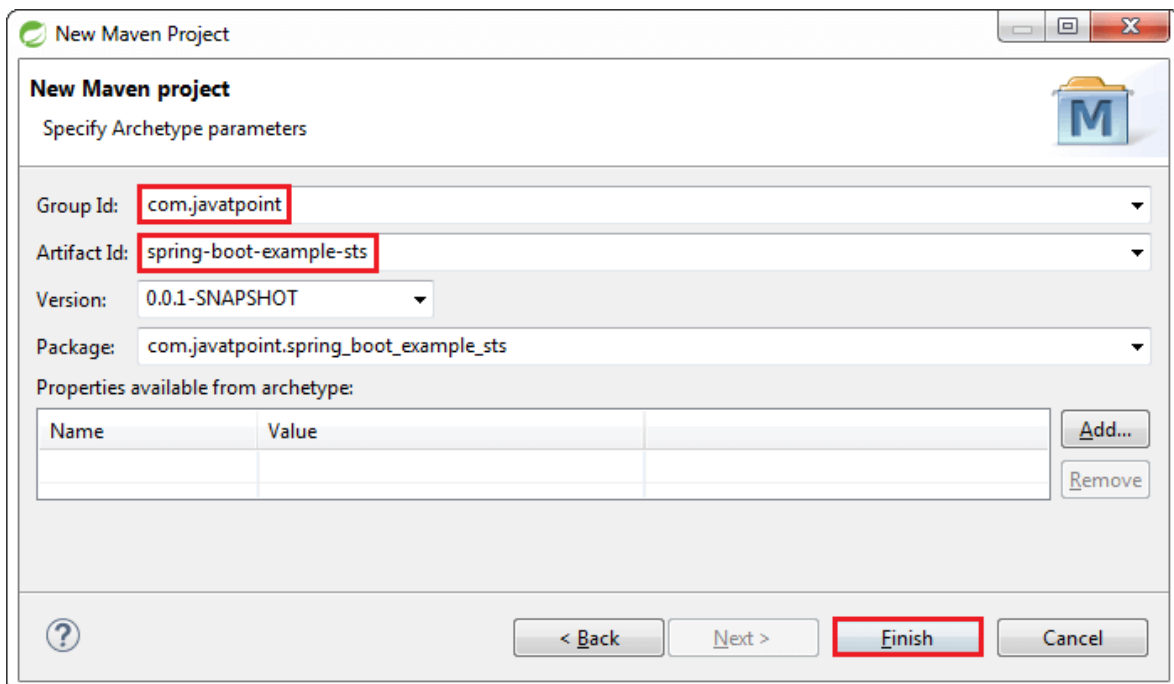 New Maven Project
New Maven project
Specify Archetype parameters
M
Group Id: com.javatpoint
Artifact Id: spring-boot-example-sts
Version: 0.0.1-SNAPSHOT
Package: com.javatpoint.spring_boot_example_sts
Properties available from archetype:
Name Value Add...
Remove
? < Back Next > Finish Cancel